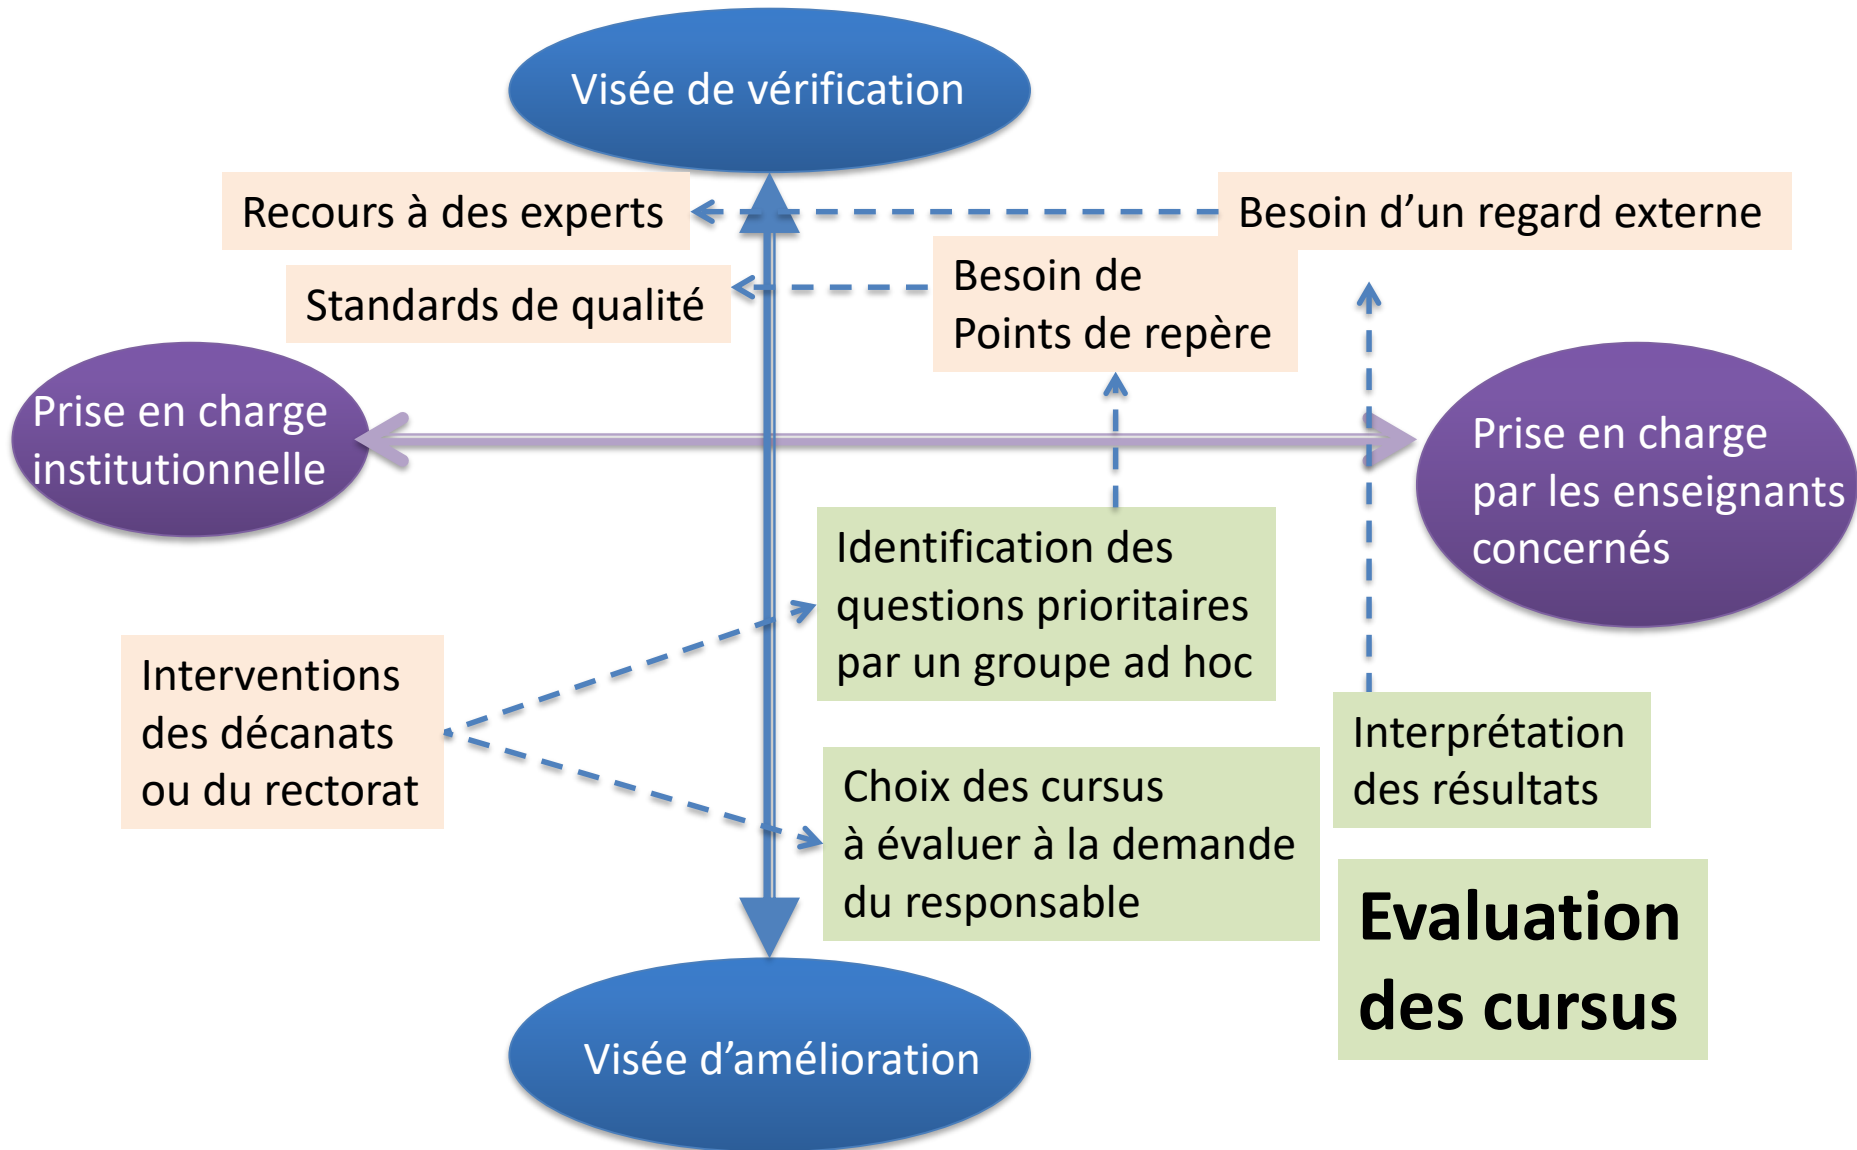 Visée de vérification
Recours à des experts
Besoin d’un regard externe
Standards de qualité
Besoin de
Points de repère
Prise en charge
institutionnelle
Prise en charge
par les enseignants
concernés
Identification des
questions prioritaires
par un groupe ad hoc
Interventions
des décanats
ou du rectorat
Interprétation
des résultats
Choix des cursus
à évaluer à la demande
du responsable
Evaluation
des cursus
Visée d’amélioration